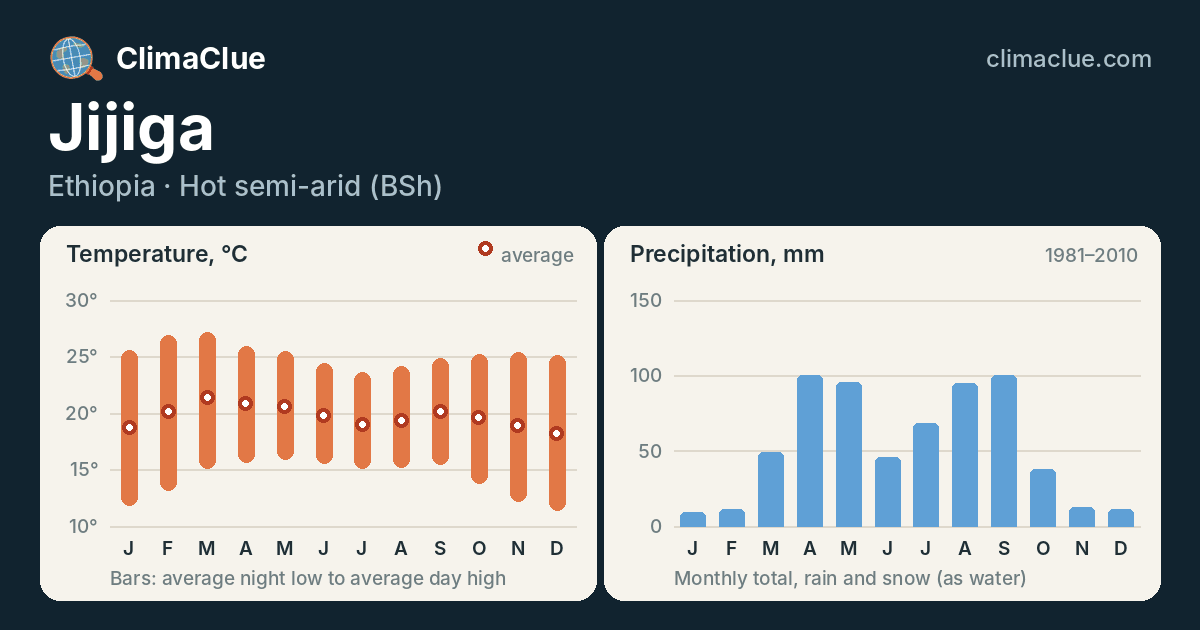 ClimaClue
climaclue.com
Jijiga
Ethiopia · Hot semi-arid (BSh)
Temperature, °C
average
30°
25°
20°
15°
10°
J F M A M J J A S O N D
Bars: average night low to average day high
Precipitation, mm
1981–2010
150
100
50
0
J F M A M J J A S O N D
Monthly total, rain and snow (as water)